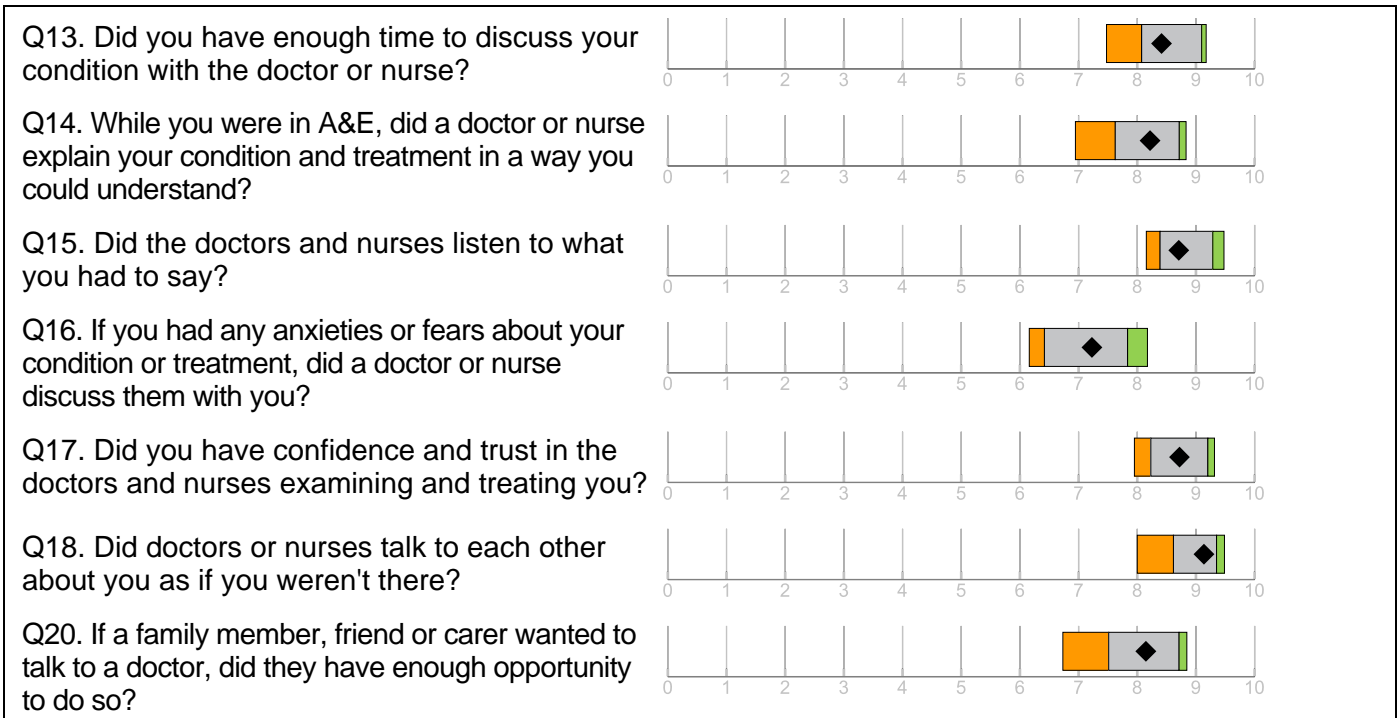 Q13. Did you have enough time to discuss your
condition with the doctor or nurse?
0 1 2 3 4 5 6 7 8 9 10
Q14. While you were in A&E, did a doctor or nurse
explain your condition and treatment in a way you
could understand?
0 1 2 3 4 5 6 7 8 9 10
Q15. Did the doctors and nurses listen to what
you had to say?
0 1 2 3 4 5 6 7 8 9 10
Q16. If you had any anxieties or fears about your
condition or treatment, did a doctor or nurse
discuss them with you?
0 1 2 3 4 5 6 7 8 9 10
Q17. Did you have confidence and trust in the
doctors and nurses examining and treating you?
0 1 2 3 4 5 6 7 8 9 10
Q18. Did doctors or nurses talk to each other
about you as if you weren't there?
0 1 2 3 4 5 6 7 8 9 10
Q20. If a family member, friend or carer wanted to
talk to a doctor, did they have enough opportunity
to do so?
0 1 2 3 4 5 6 7 8 9 10